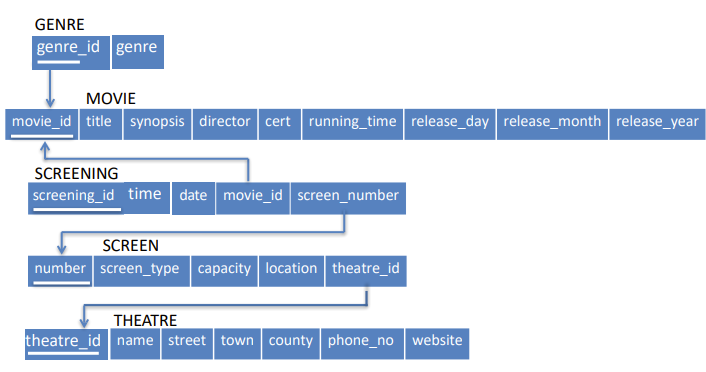 GENRE
genre_id genre
MOVIE
movie_id title synopsis director cert running_time release_day release_month release_year
SCREENING
screening_id time date movie_id screen_number
SCREEN
number screen_type capacity location theatre_id
THEATRE
theatre_id name street town county phone_no website